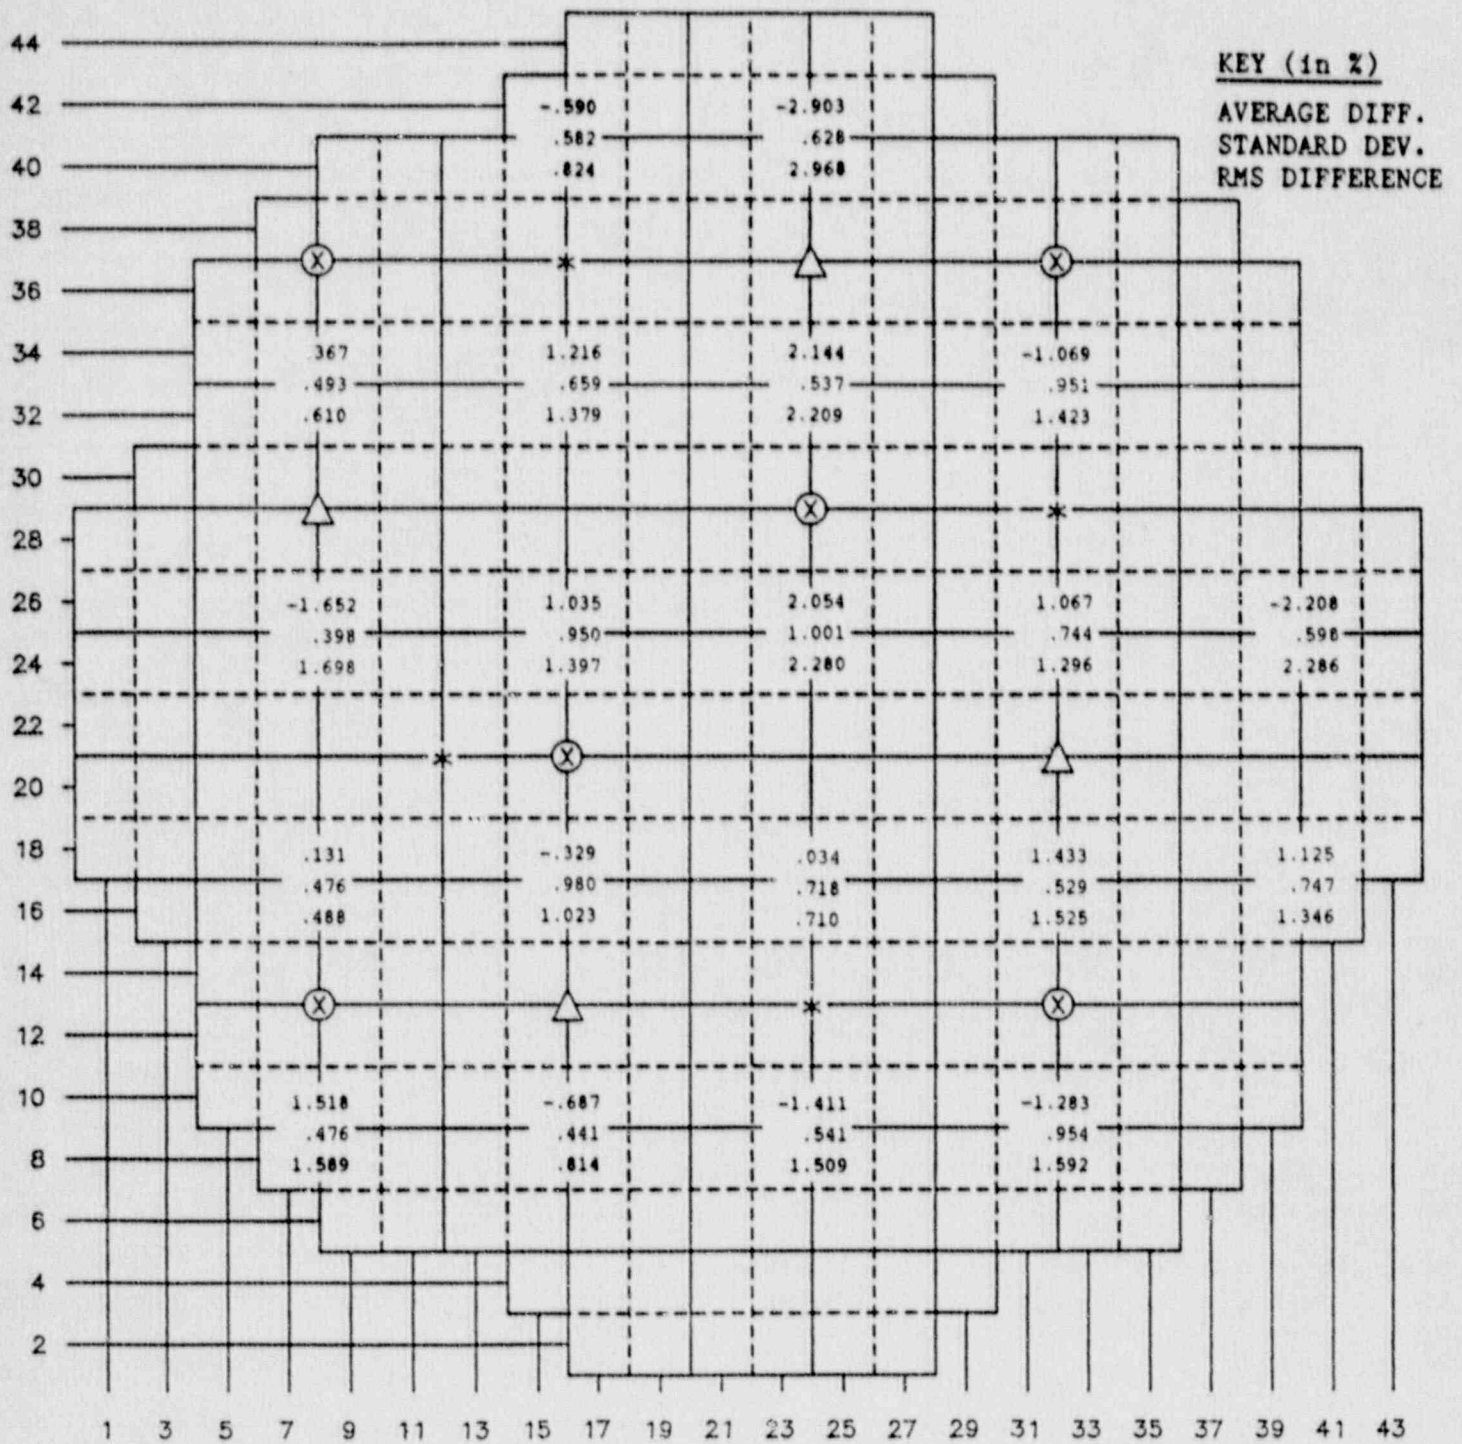 KEY (in %)
AVERAGE DIFF.
STANDARD DEV.
RMS DIFFERENCE
44
42
-.590 -2.903
.582 .628
40
.824 2.968
38
36
34
.367 1.216 2.144 -1.069
.493 .659 .537 .951
32
.610 1.379 2.209 1.423
30
28
26
-1.652 1.035 2.054 1.067 -2.208
.398 .950 1.001 .744 .598
24
1.698 1.397 2.280 1.296 2.286
22
20
18
.131 -.329 .034 1.433 1.125
.476 .980 .718 .529 .747
16
.488 1.023 .710 1.525 1.346
14
12
10
1.518 -.687 -1.411 -1.283
.476 .441 .541 .954
8
1.589 .814 1.509 1.592
6
4
2
1 3 5 7 9 11 13 15 17 19 21 23 25 27 29 31 33 35 37 39 41 43